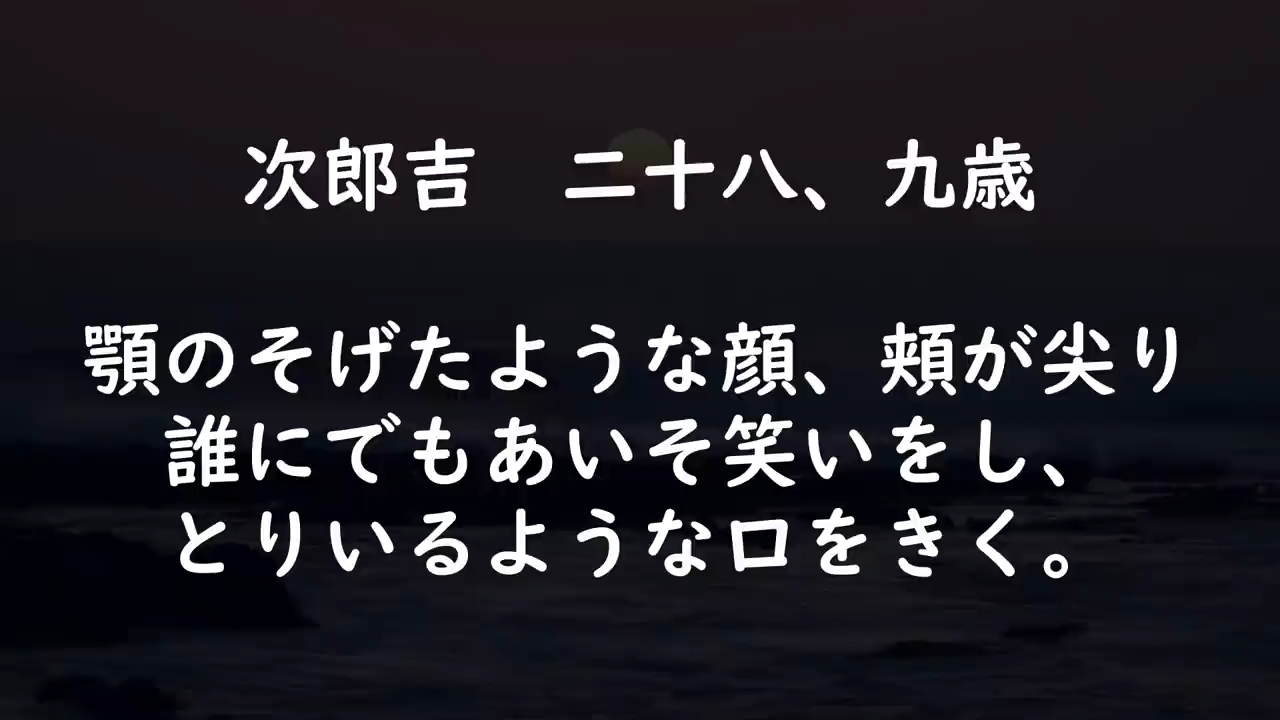 次郎吉　二十八、九歳
顎のそげたような顔、頬が尖り
誰にでもあいそ笑いをし、
とりいるような口をきく。